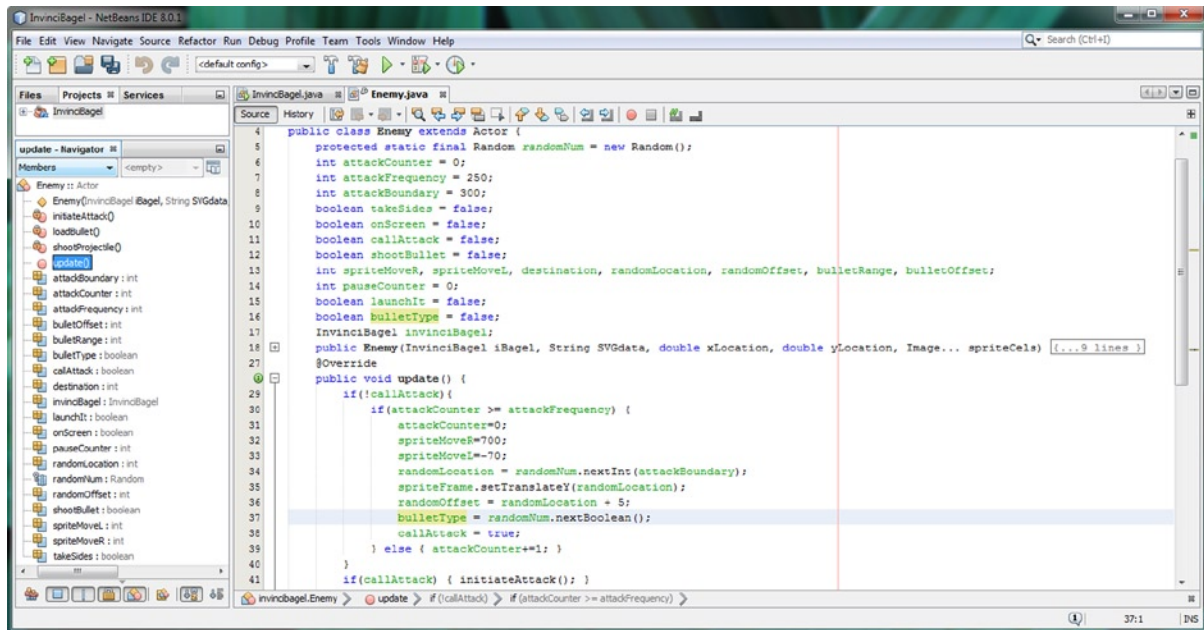 InvinciBagel - NetBeans IDE 8.0.1
File Edit View Navigate Source Refactor Run Debug Profile Team Tools Window Help
Search (Ctrl+I)
<default config>
Files Projects Services
InvinciBagel.java Enemy.java
InvinciBagel
Source History
update - Navigator
Members <empty>
Enemy :: Actor
Enemy(InvinciBagel iBagel, String SVGdata
initiateAttack()
loadBullet()
shootProjectile()
update()
attackBoundary : int
attackCounter : int
attackFrequency : int
bulletOffset : int
bulletRange : int
bulletType : boolean
callAttack : boolean
destination : int
invinciBagel : InvinciBagel
launchIt : boolean
onScreen : boolean
pauseCounter : int
randomLocation : int
randomNum : Random
randomOffset : int
shootBullet : boolean
spriteMoveL : int
spriteMoveR : int
takeSides : boolean
4 public class Enemy extends Actor {
5 protected static final Random randomNum = new Random();
6 int attackCounter = 0;
7 int attackFrequency = 250;
8 int attackBoundary = 300;
9 boolean takeSides = false;
10 boolean onScreen = false;
11 boolean callAttack = false;
12 boolean shootBullet = false;
13 int spriteMoveR, spriteMoveL, destination, randomLocation, randomOffset, bulletRange, bulletOffset;
14 int pauseCounter = 0;
15 boolean launchIt = false;
16 boolean bulletType = false;
17 InvinciBagel invinciBagel;
18 public Enemy(InvinciBagel iBagel, String SVGdata, double xLocation, double yLocation, Image... spriteCels) {...9 lines }
27 @Override
public void update() {
29 if(!callAttack){
30 if(attackCounter >= attackFrequency) {
31 attackCounter=0;
32 spriteMoveR=700;
33 spriteMoveL=-70;
34 randomLocation = randomNum.nextInt(attackBoundary);
35 spriteFrame.setTranslateY(randomLocation);
36 randomOffset = randomLocation + 5;
37 bulletType = randomNum.nextBoolean();
38 callAttack = true;
39 } else { attackCounter+=1; }
40 }
41 if(callAttack) { initiateAttack(); }
invincibagel.Enemy update if (!callAttack) if (attackCounter >= attackFrequency)
1 37:1 INS